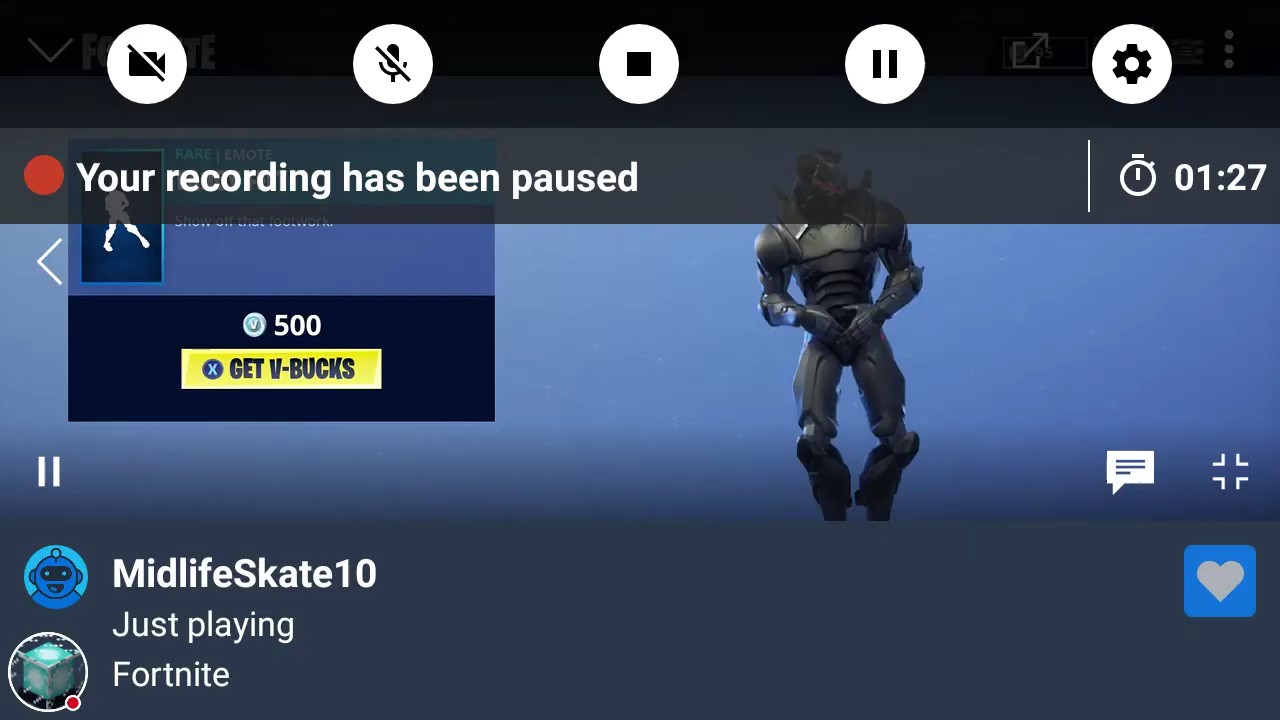 FORTNITE
RARE | EMOTE
Your recording has been paused
01:27
Show off that footwork.
500
X GET V-BUCKS
MidlifeSkate10
Just playing
Fortnite